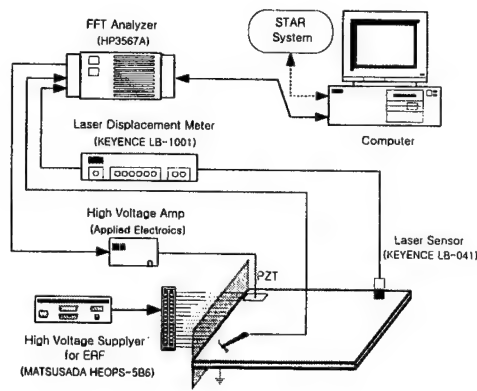 FFT Analyzer
(HP3567A)
STAR
System
Computer
Laser Displacement Meter
(KEYENCE LB-1001)
High Voltage Amp
(Applied Electroics)
PZT
Laser Sensor
(KEYENCE LB-041)
High Voltage Supplyer
for ERF
(MATSUSADA HEOPS-5B6)